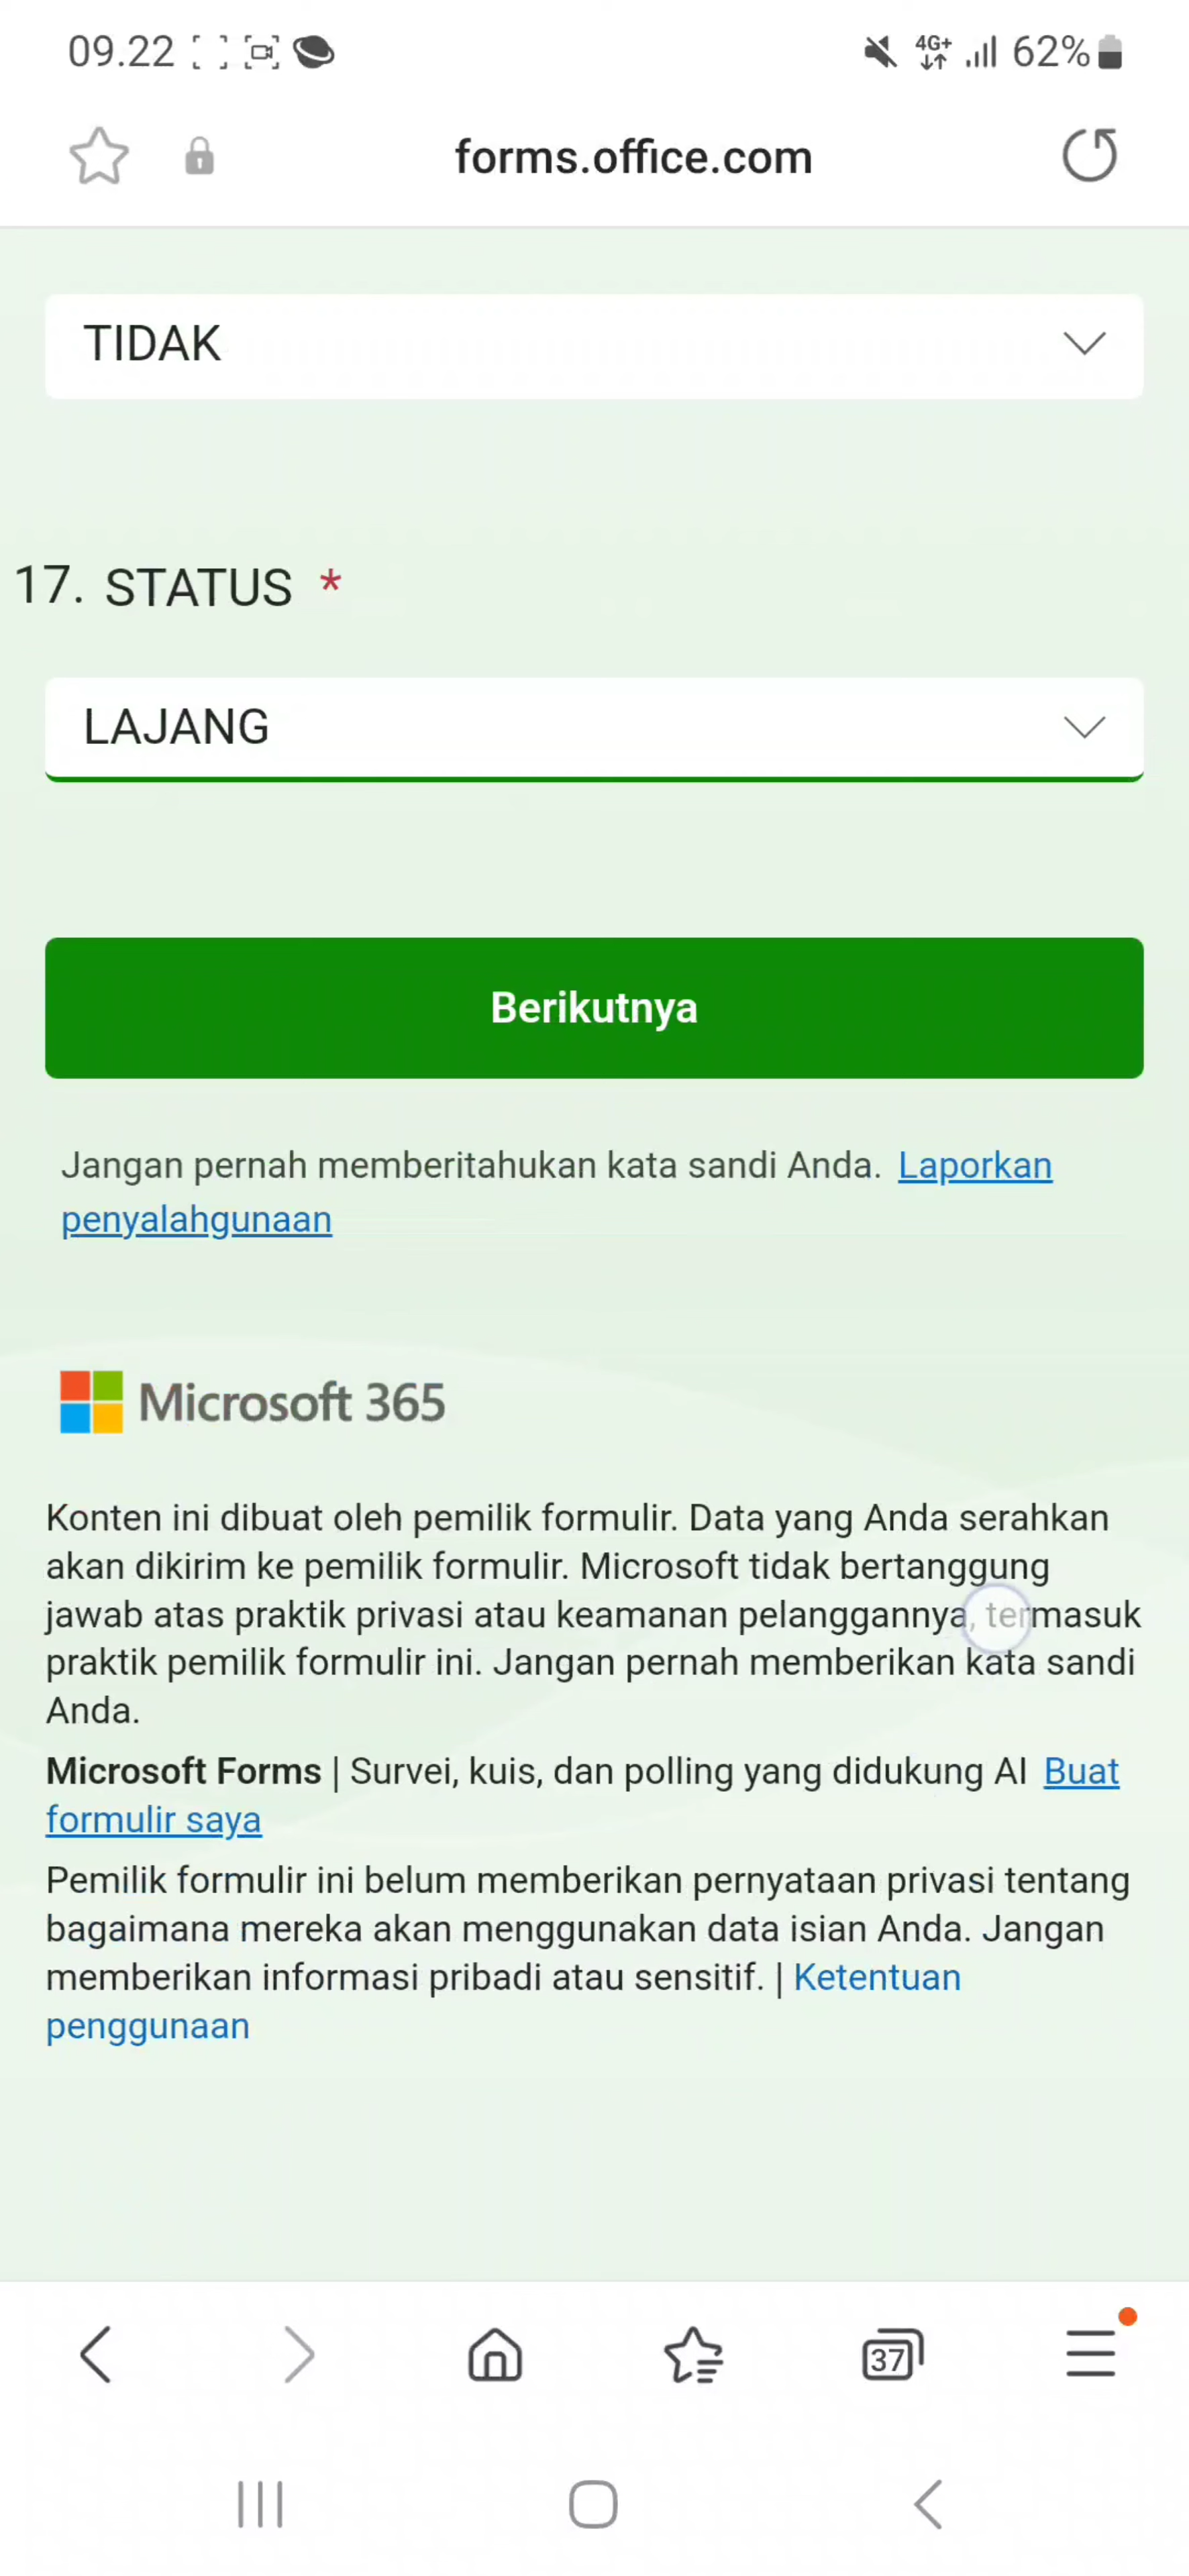 09.22
4G+ 62%
forms.office.com
TIDAK
17. STATUS *
LAJANG
Berikutnya
Jangan pernah memberitahukan kata sandi Anda. Laporkan
penyalahgunaan
Microsoft 365
Konten ini dibuat oleh pemilik formulir. Data yang Anda serahkan
akan dikirim ke pemilik formulir. Microsoft tidak bertanggung
jawab atas praktik privasi atau keamanan pelanggannya, termasuk
praktik pemilik formulir ini. Jangan pernah memberikan kata sandi
Anda.
Microsoft Forms | Survei, kuis, dan polling yang didukung AI Buat
formulir saya
Pemilik formulir ini belum memberikan pernyataan privasi tentang
bagaimana mereka akan menggunakan data isian Anda. Jangan
memberikan informasi pribadi atau sensitif. | Ketentuan
penggunaan
37